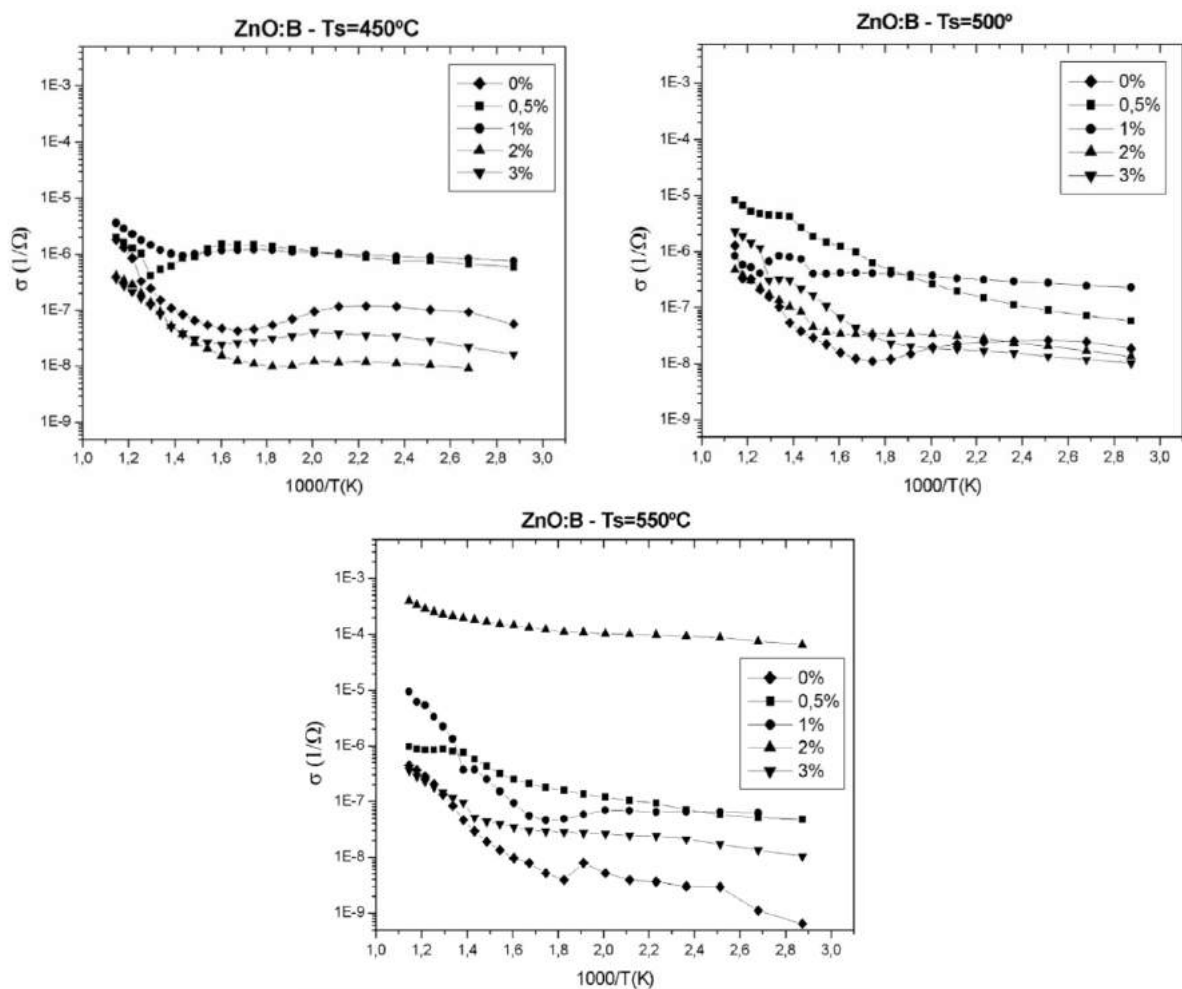 ZnO:B - Ts=450ºC
1E-3
1E-4
1E-5
1E-6
1E-7
1E-8
1E-9
σ (1/Ω)
0%
0,5%
1%
2%
3%
1,0 1,2 1,4 1,6 1,8 2,0 2,2 2,4 2,6 2,8 3,0
1000/T(K)
ZnO:B - Ts=500º
1E-3
1E-4
1E-5
1E-6
1E-7
1E-8
1E-9
σ (1/Ω)
0%
0,5%
1%
2%
3%
1,0 1,2 1,4 1,6 1,8 2,0 2,2 2,4 2,6 2,8 3,0
1000/T(K)
ZnO:B - Ts=550ºC
1E-3
1E-4
1E-5
1E-6
1E-7
1E-8
1E-9
σ (1/Ω)
0%
0,5%
1%
2%
3%
1,0 1,2 1,4 1,6 1,8 2,0 2,2 2,4 2,6 2,8 3,0
1000/T(K)